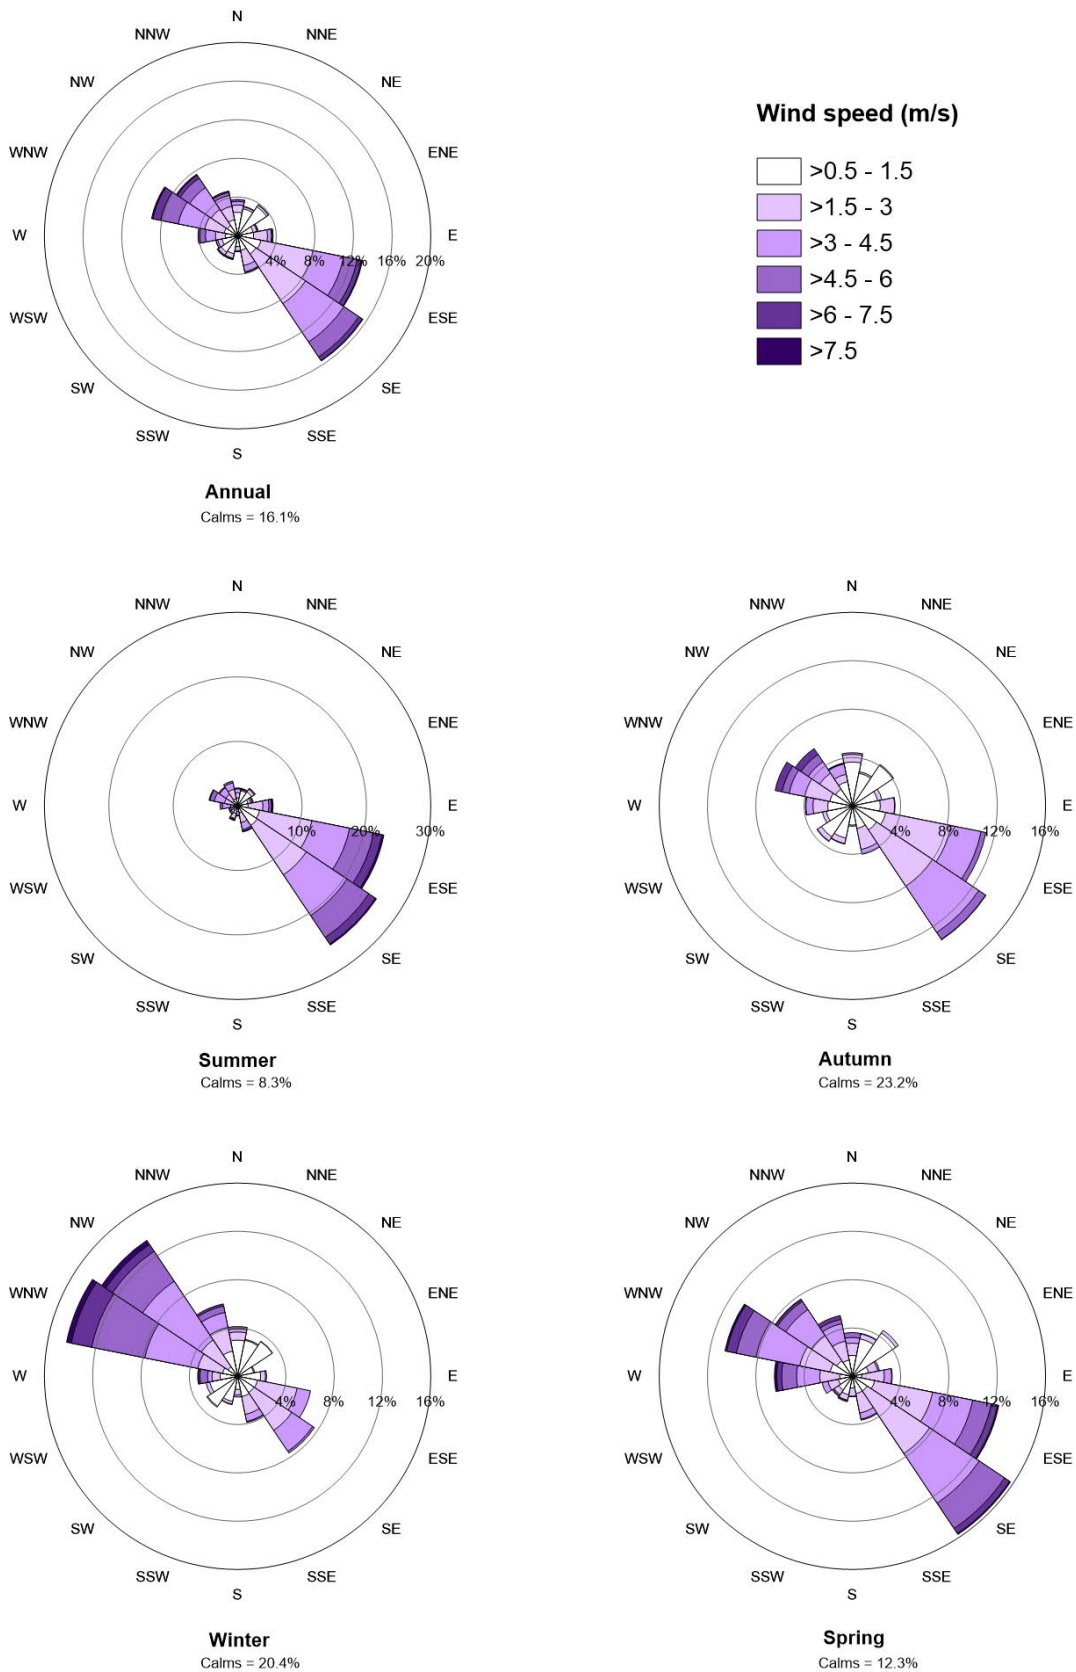 N
NNW NNE
NW NE
WNW ENE
W E
4% 8% 12% 16% 20%
WSW ESE
SW SE
SSW SSE
S
Annual
Calms = 16.1%
Wind speed (m/s)
>0.5 - 1.5
>1.5 - 3
>3 - 4.5
>4.5 - 6
>6 - 7.5
>7.5
N
NNW NNE
NW NE
WNW ENE
W E
10% 20% 30%
WSW ESE
SW SE
SSW SSE
S
Summer
Calms = 8.3%
N
NNW NNE
NW NE
WNW ENE
W E
4% 8% 12% 16%
WSW ESE
SW SE
SSW SSE
S
Autumn
Calms = 23.2%
N
NNW NNE
NW NE
WNW ENE
W E
4% 8% 12% 16%
WSW ESE
SW SE
SSW SSE
S
Winter
Calms = 20.4%
N
NNW NNE
NW NE
WNW ENE
W E
4% 8% 12% 16%
WSW ESE
SW SE
SSW SSE
S
Spring
Calms = 12.3%